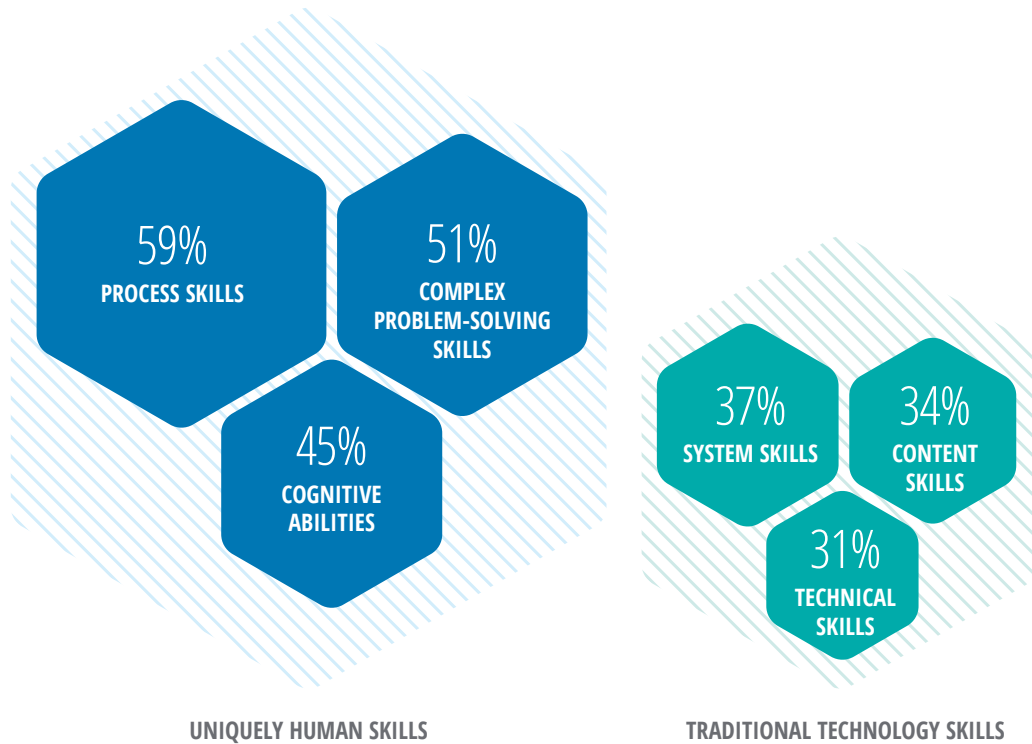 59%
PROCESS SKILLS
51%
COMPLEX
PROBLEM-SOLVING
SKILLS
45%
COGNITIVE
ABILITIES
UNIQUELY HUMAN SKILLS
37%
SYSTEM SKILLS
34%
CONTENT
SKILLS
31%
TECHNICAL
SKILLS
TRADITIONAL TECHNOLOGY SKILLS